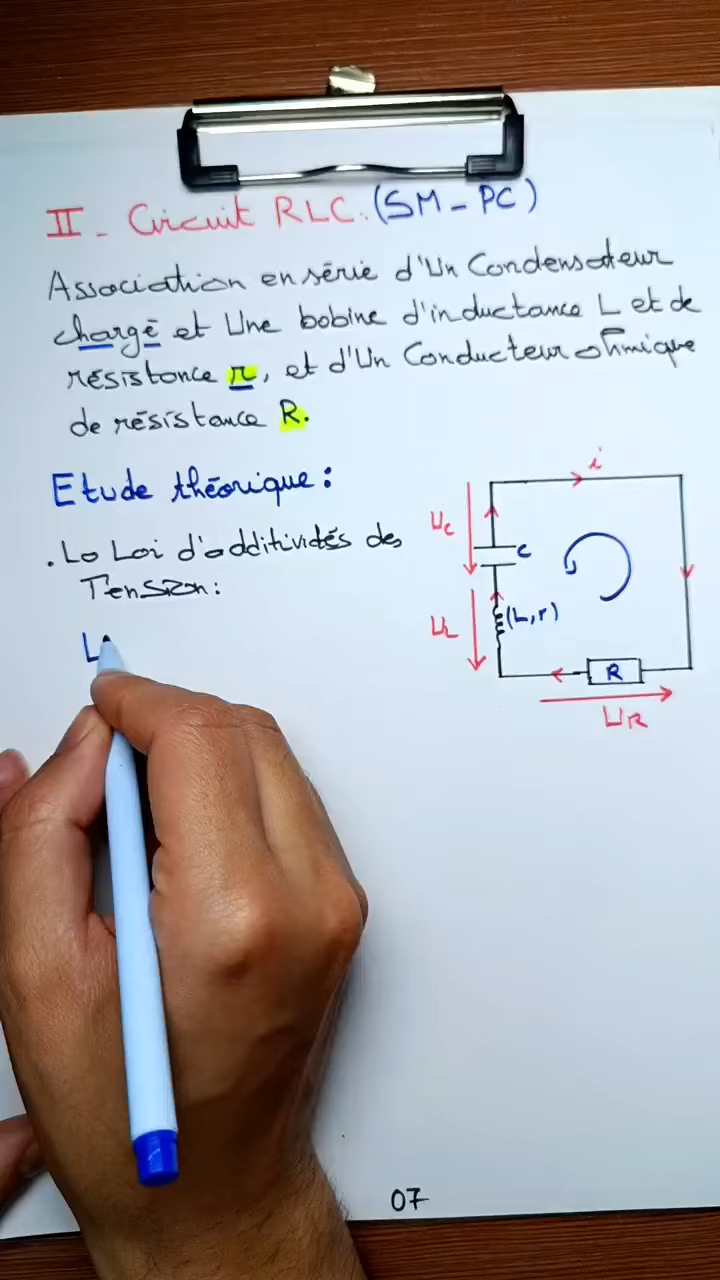 II - Circuit RLC: (SM - PC)
Association en série d'Un Condensateur
chargé et Une bobine d'inductance L et de
résistance r, et d'Un Conducteur ohmique
de résistance R.
Etude théorique :
. La Loi d'additividés des
Tension :
U
i
Uc
C
UL
(L, r)
R
UR
07